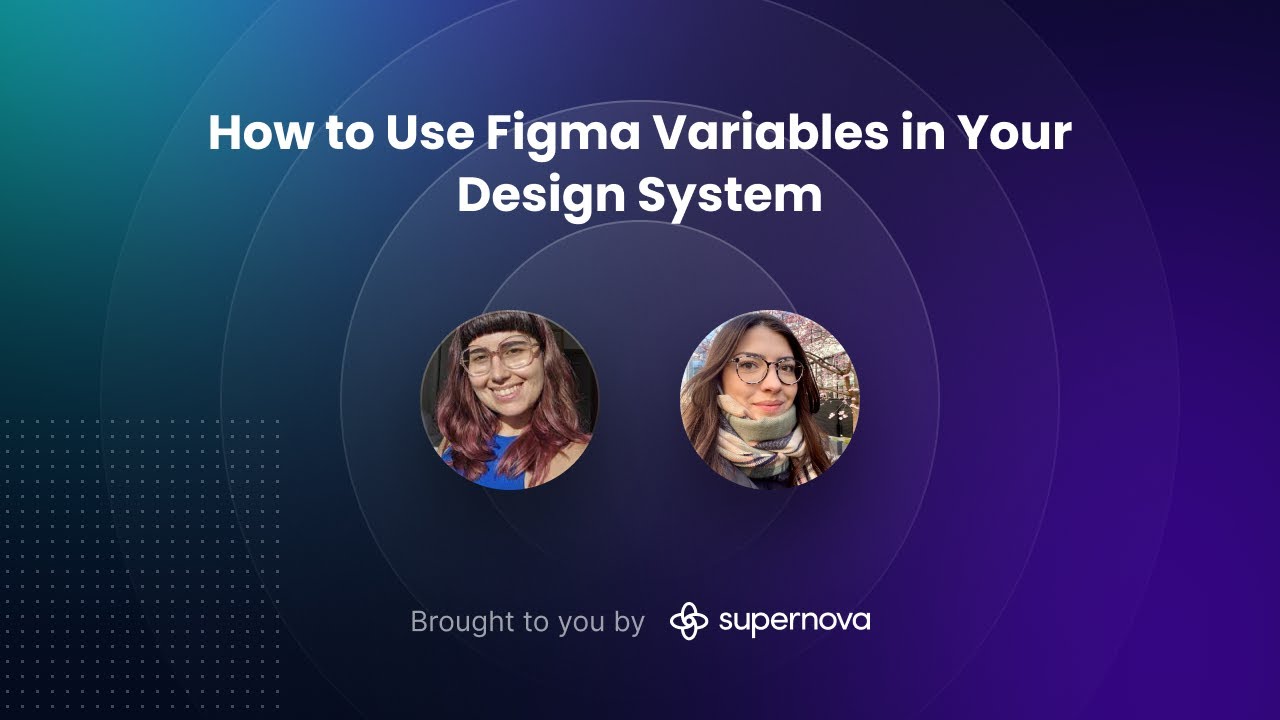 How to Use Figma Variables in Your
Design System
Brought to you by supernova